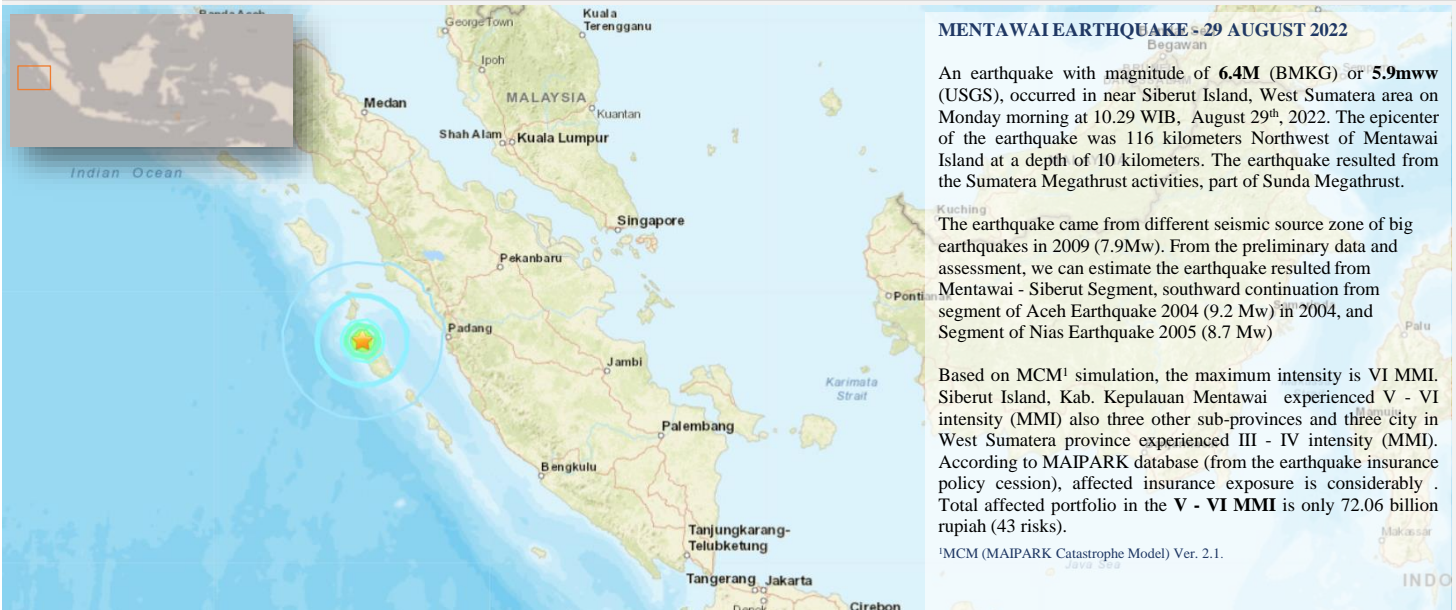 Kuala
Terengganu
GeorgeTown
Ipoh
MALAYSIA
Kuantan
Medan
Shah Alam
Kuala Lumpur
Indian Ocean
Singapore
Pekanbaru
Padang
Jambi
Karimata
Strait
Palembang
Bengkulu
Tanjungkarang-
Telubketung
Tangerang
Jakarta
Cirebon
MENTAWAI EARTHQUAKE - 29 AUGUST 2022
Begawan
An earthquake with magnitude of 6.4M (BMKG) or 5.9mww
(USGS), occurred in near Siberut Island, West Sumatera area on
Monday morning at 10.29 WIB, August 29th, 2022. The epicenter
of the earthquake was 116 kilometers Northwest of Mentawai
Island at a depth of 10 kilometers. The earthquake resulted from
the Sumatera Megathrust activities, part of Sunda Megathrust.
Kuching
The earthquake came from different seismic source zone of big
earthquakes in 2009 (7.9Mw). From the preliminary data and
assessment, we can estimate the earthquake resulted from
Mentawai - Siberut Segment, southward continuation from
segment of Aceh Earthquake 2004 (9.2 Mw) in 2004, and
Segment of Nias Earthquake 2005 (8.7 Mw)
Pontianak
Palu
Based on MCM¹ simulation, the maximum intensity is VI MMI.
Siberut Island, Kab. Kepulauan Mentawai experienced V - VI
intensity (MMI) also three other sub-provinces and three city in
West Sumatera province experienced III - IV intensity (MMI).
According to MAIPARK database (from the earthquake insurance
policy cession), affected insurance exposure is considerably .
Total affected portfolio in the V - VI MMI is only 72.06 billion
rupiah (43 risks).
Makassar
¹MCM (MAIPARK Catastrophe Model) Ver. 2.1.
Java Sea
INDO